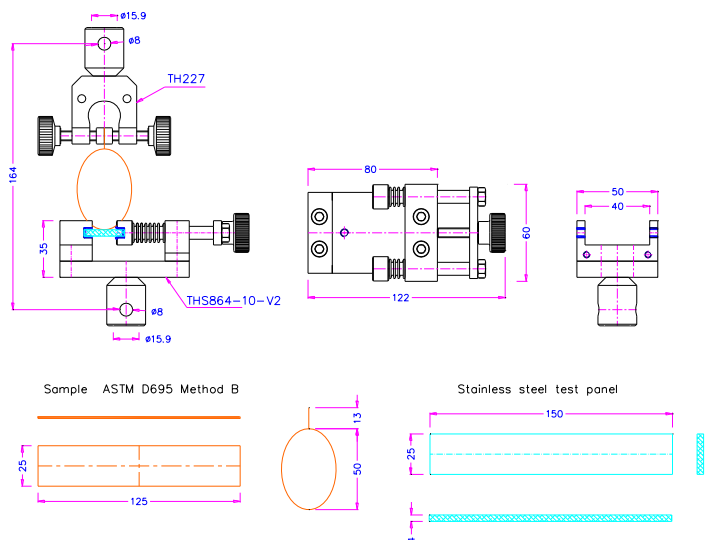 ø15.9
ø8
TH227
164
80
50
40
35
60
THS864-10-V2
122
ø8
ø15.9
Sample ASTM D695 Method B
Stainless steel test panel
13
150
25
50
25
125